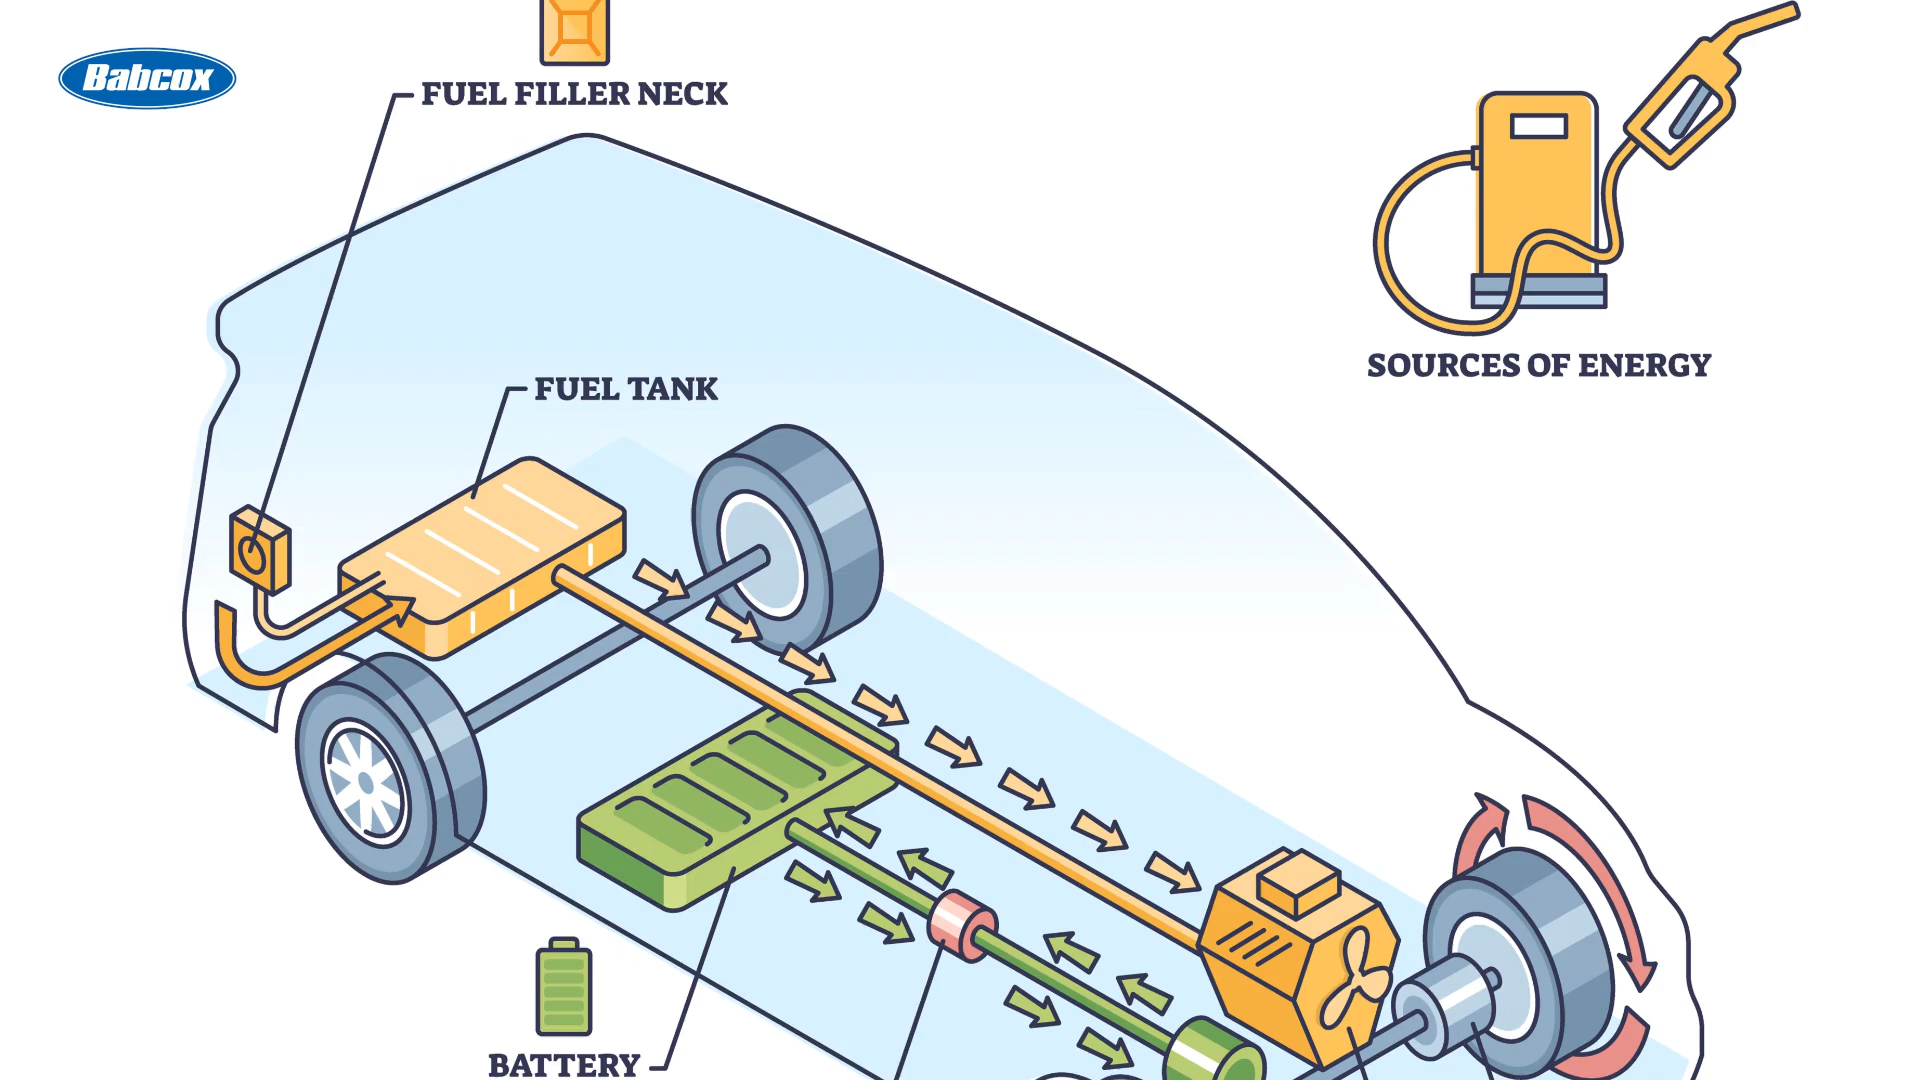 Babcox
FUEL FILLER NECK
SOURCES OF ENERGY
FUEL TANK
BATTERY